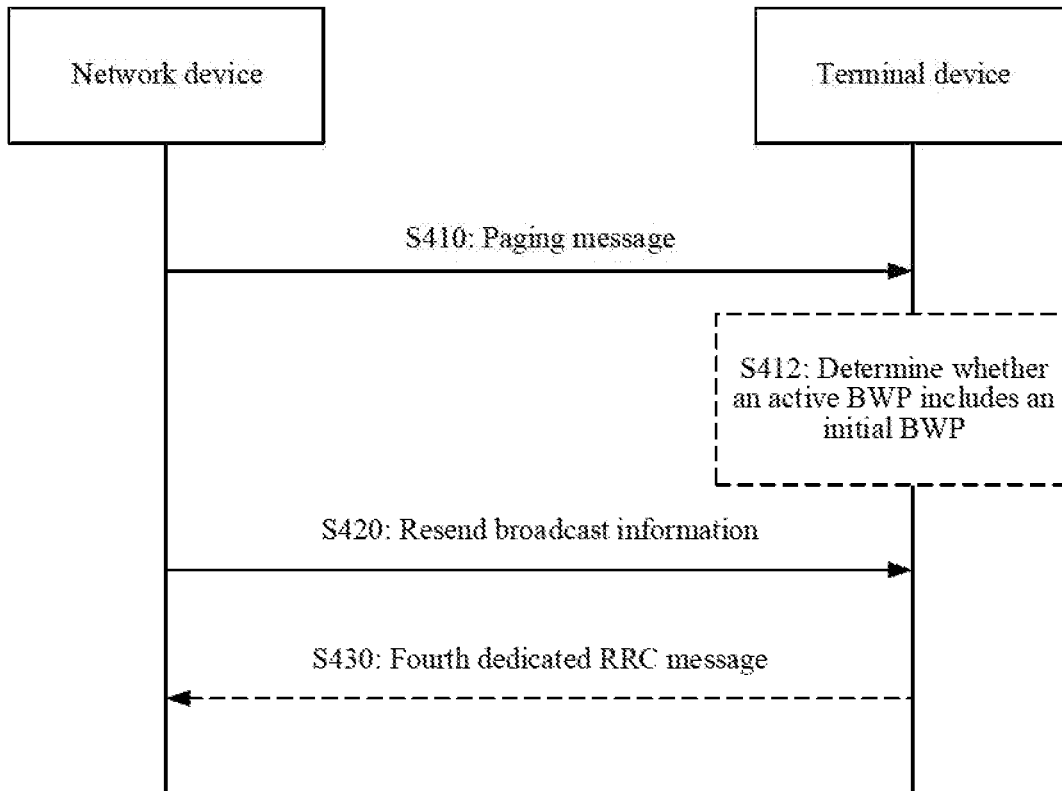 Network device
Terminal device
S410: Paging message
S412: Determine whether
an active BWP includes an
initial BWP
S420: Resend broadcast information
S430: Fourth dedicated RRC message